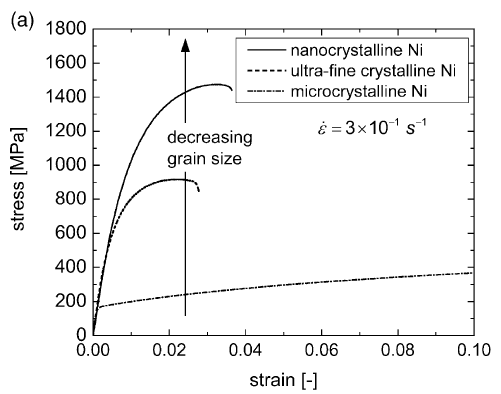 (a)
1800
1600
1400
1200
1000
800
600
400
200
0
stress [MPa]
nanocrystalline Ni
ultra-fine crystalline Ni
microcrystalline Ni
ε̇ = 3×10⁻¹ s⁻¹
decreasing
grain size
0.00 0.02 0.04 0.06 0.08 0.10
strain [-]